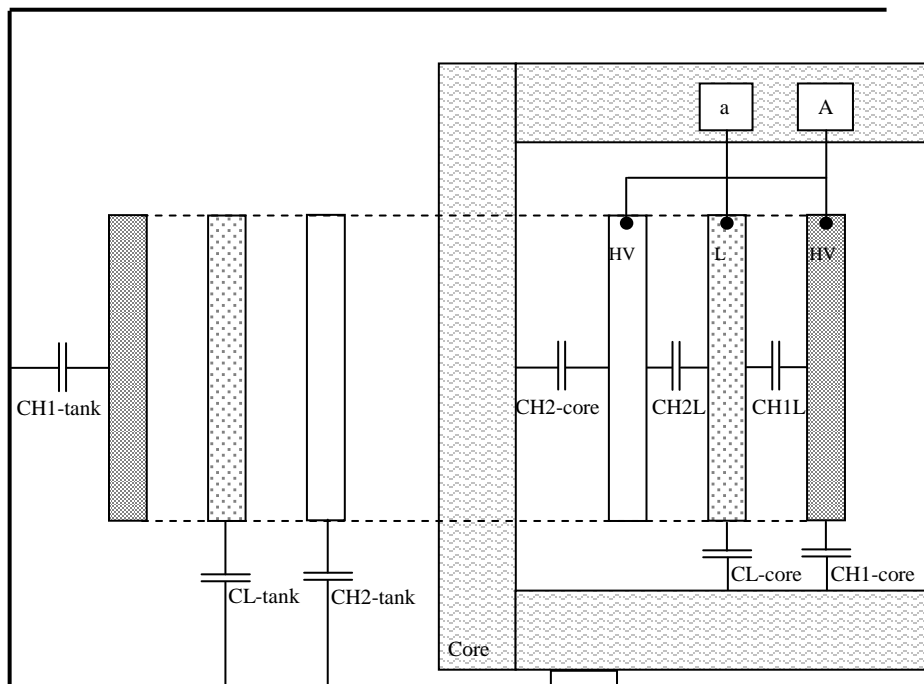 a A
HV L HV
CH1-tank CH2-core CH2L CH1L
CL-tank CH2-tank CL-core CH1-core
Core